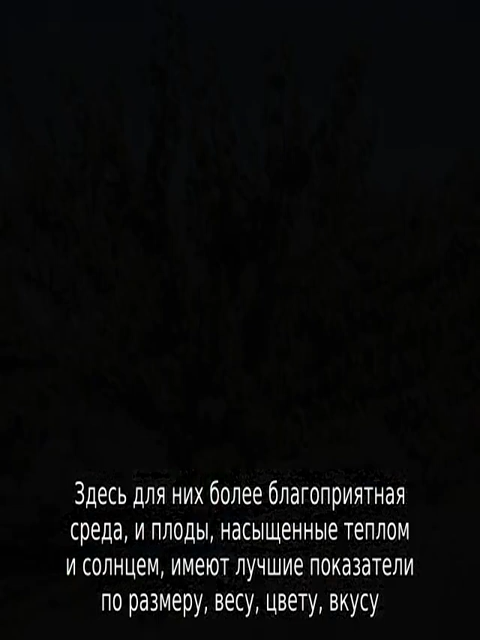 Здесь для них более благоприятная
среда, и плоды, насыщенные теплом
и солнцем, имеют лучшие показатели
по размеру, весу, цвету, вкусу